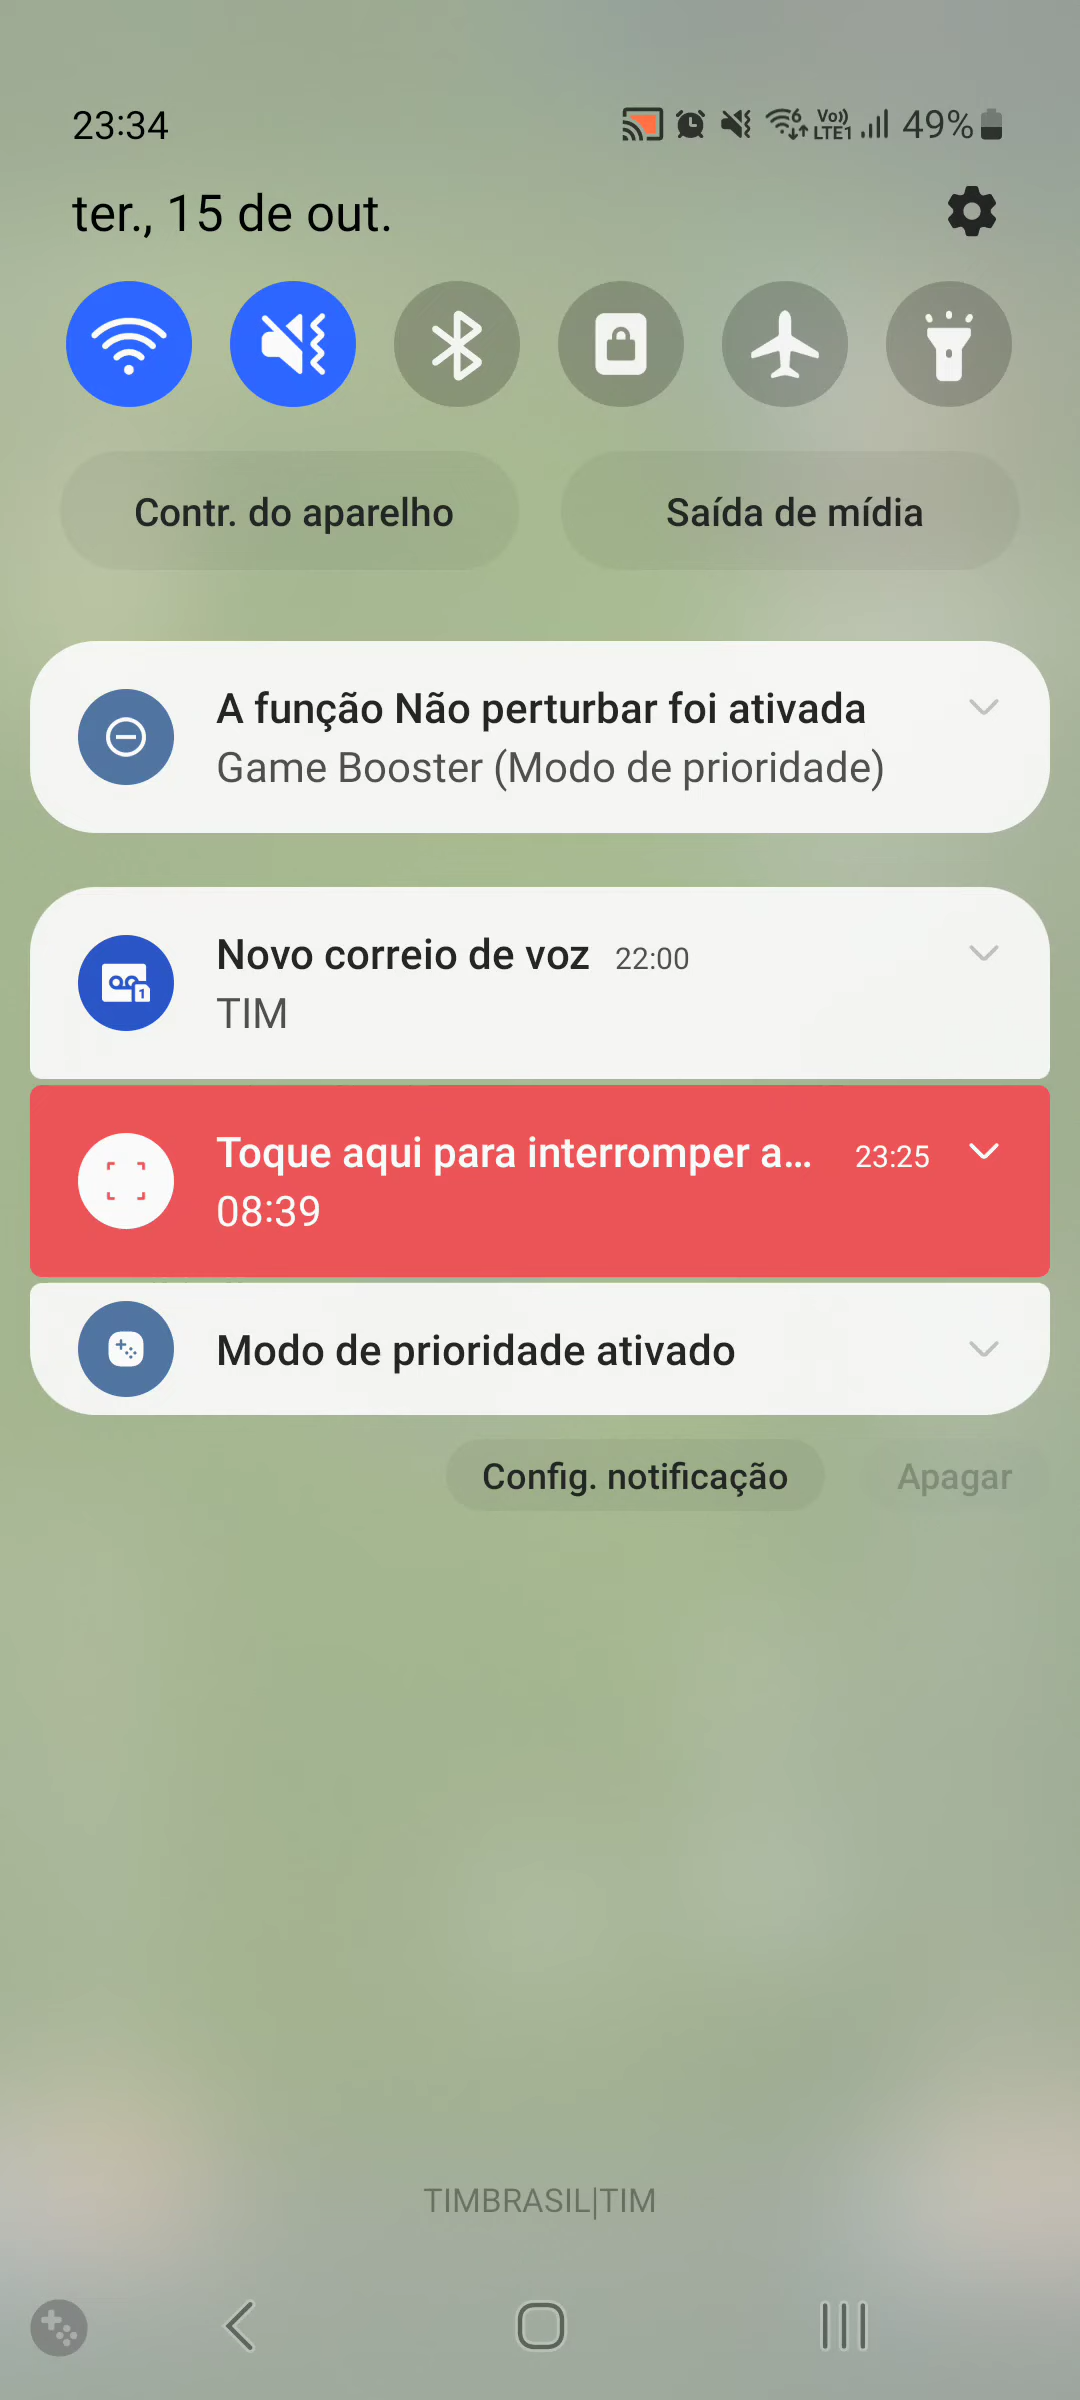 23:34
Vo))
LTE1
49%
ter., 15 de out.
Contr. do aparelho
Saída de mídia
A função Não perturbar foi ativada
Game Booster (Modo de prioridade)
Novo correio de voz 22:00
TIM
Toque aqui para interromper a... 23:25
08:39
Modo de prioridade ativado
Config. notificação
Apagar
TIMBRASIL|TIM